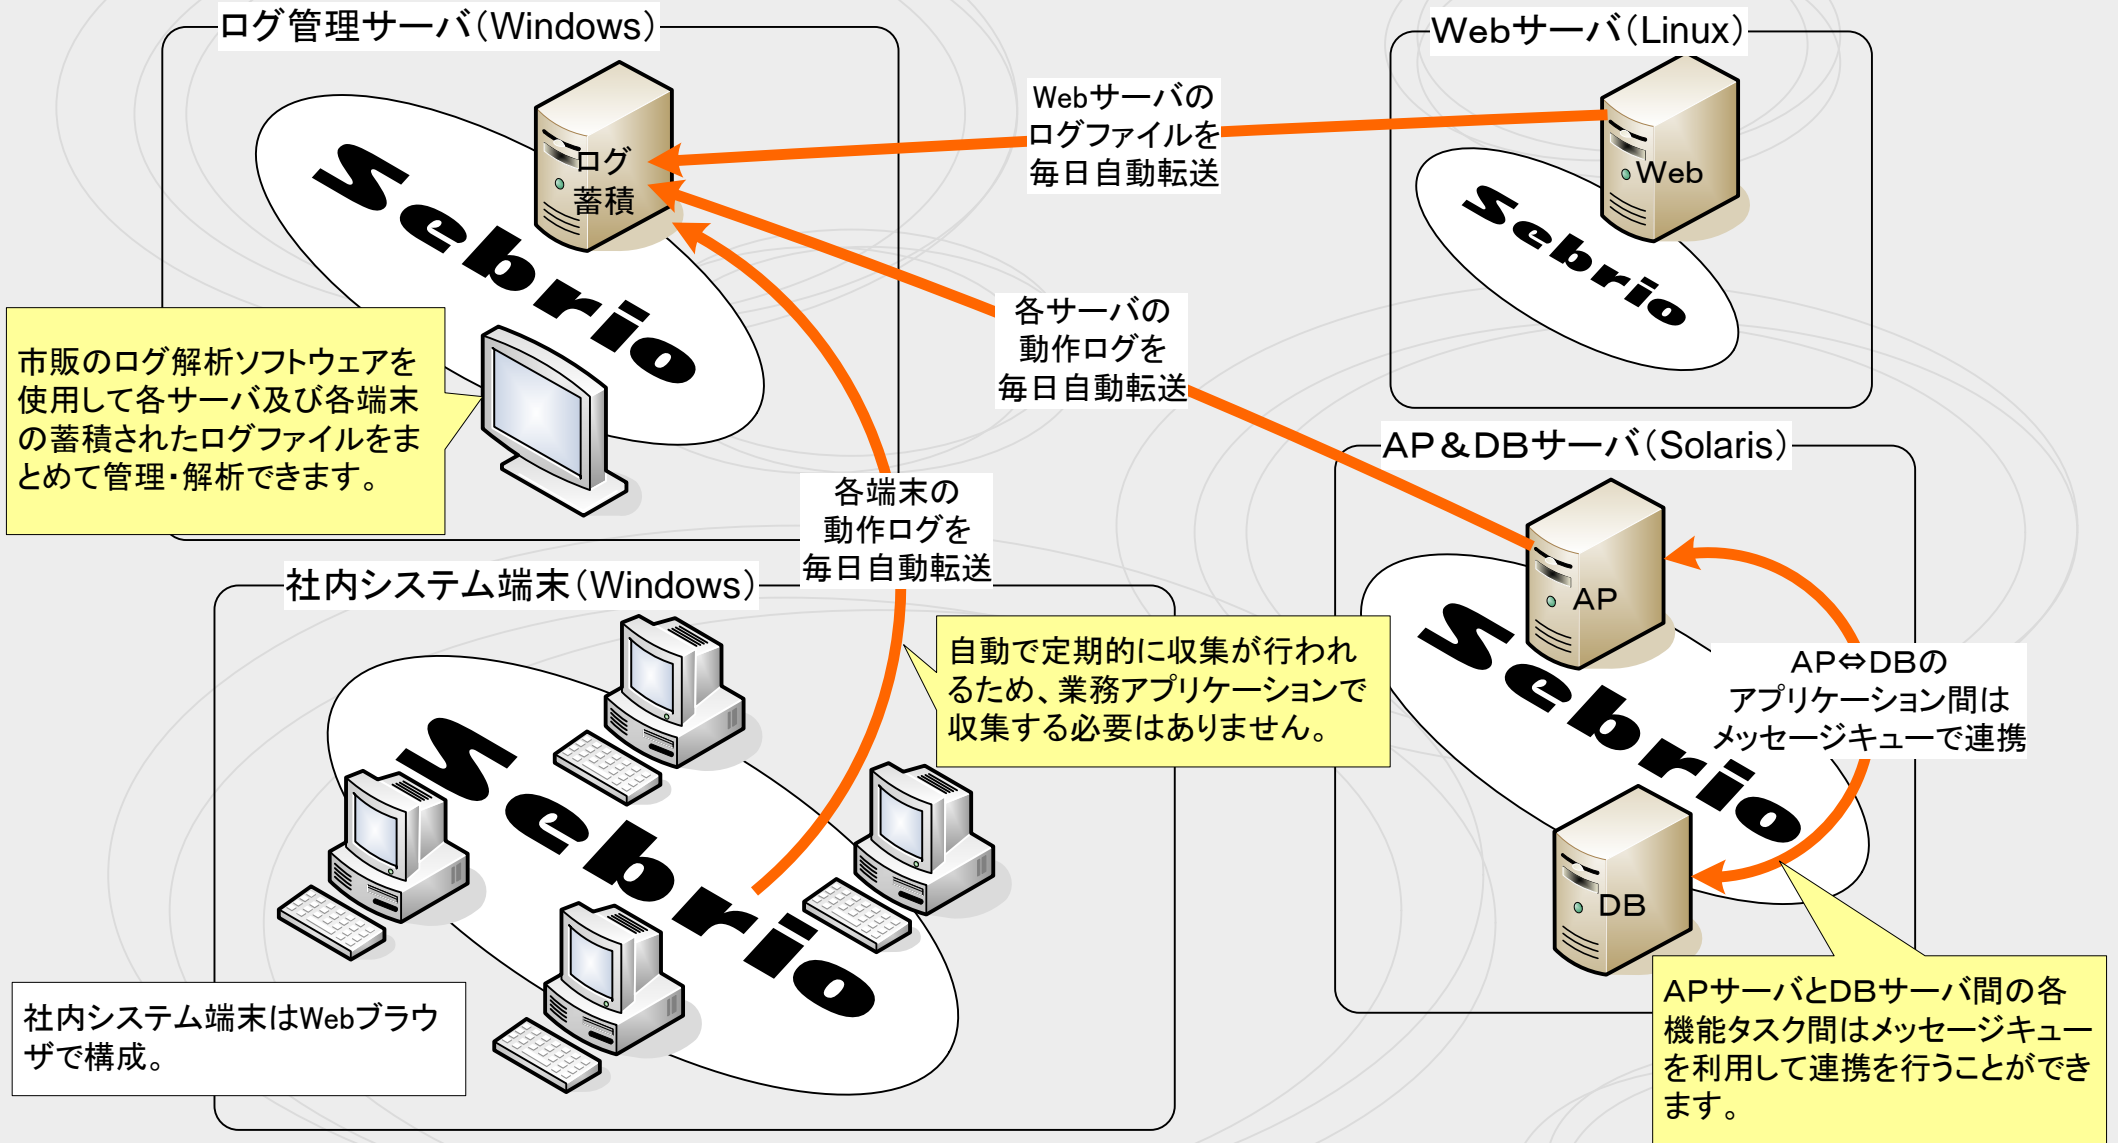 ログ管理サーバ（Windows）
ログ
蓄積
Sebrio
市販のログ解析ソフトウェアを
使用して各サーバ及び各端末
の蓄積されたログファイルをま
とめて管理・解析できます。
Webサーバの
ログファイルを
毎日自動転送
Ｗｅｂサーバ（Linux）
Ｗｅｂ
Sebrio
各サーバの
動作ログを
毎日自動転送
ＡＰ＆ＤＢサーバ（Solaris）
ＡＰ
Sebrio
ＤＢ
ＡＰ⇔ＤＢの
アプリケーション間は
メッセージキューで連携
ＡＰサーバとＤＢサーバ間の各
機能タスク間はメッセージキュー
を利用して連携を行うことができ
ます。
各端末の
動作ログを
毎日自動転送
社内システム端末（Windows）
Sebrio
自動で定期的に収集が行われ
るため、業務アプリケーションで
収集する必要はありません。
社内システム端末はWebブラウ
ザで構成。